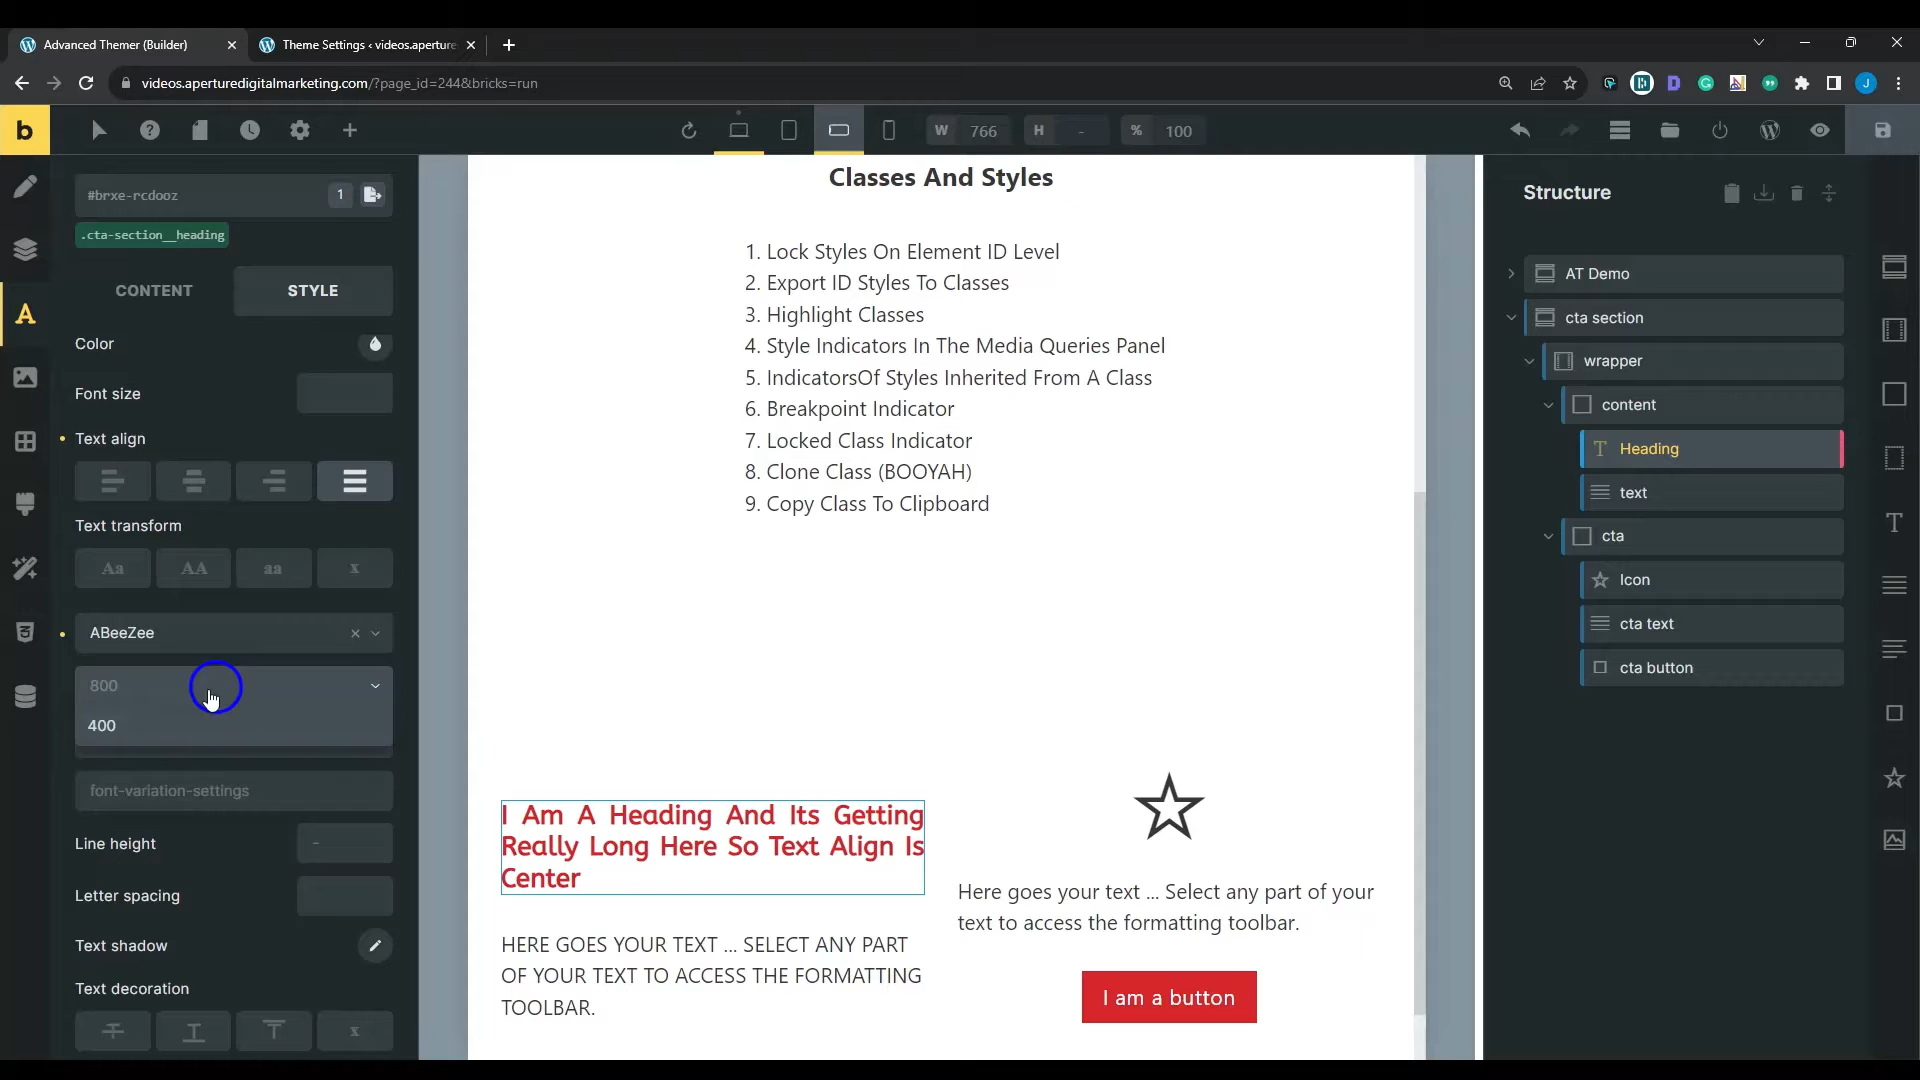 Advanced Themer (Builder)
Theme Settings ‹ videos.aperture
videos.aperturedigitalmarketing.com/?page_id=244&bricks=run
b
W 766
H -
% 100
#brxe-rcdooz
1
.cta-section__heading
CONTENT
STYLE
Color
Font size
Text align
Text transform
Aa AA aa x
ABeeZee
800
400
font-variation-settings
Line height
-
Letter spacing
Text shadow
Text decoration
x
Classes And Styles
1. Lock Styles On Element ID Level
2. Export ID Styles To Classes
3. Highlight Classes
4. Style Indicators In The Media Queries Panel
5. IndicatorsOf Styles Inherited From A Class
6. Breakpoint Indicator
7. Locked Class Indicator
8. Clone Class (BOOYAH)
9. Copy Class To Clipboard
I Am A Heading And Its Getting
Really Long Here So Text Align Is
Center
HERE GOES YOUR TEXT ... SELECT ANY PART
OF YOUR TEXT TO ACCESS THE FORMATTING
TOOLBAR.
Here goes your text ... Select any part of your
text to access the formatting toolbar.
I am a button
Structure
AT Demo
cta section
wrapper
content
Heading
text
cta
Icon
cta text
cta button